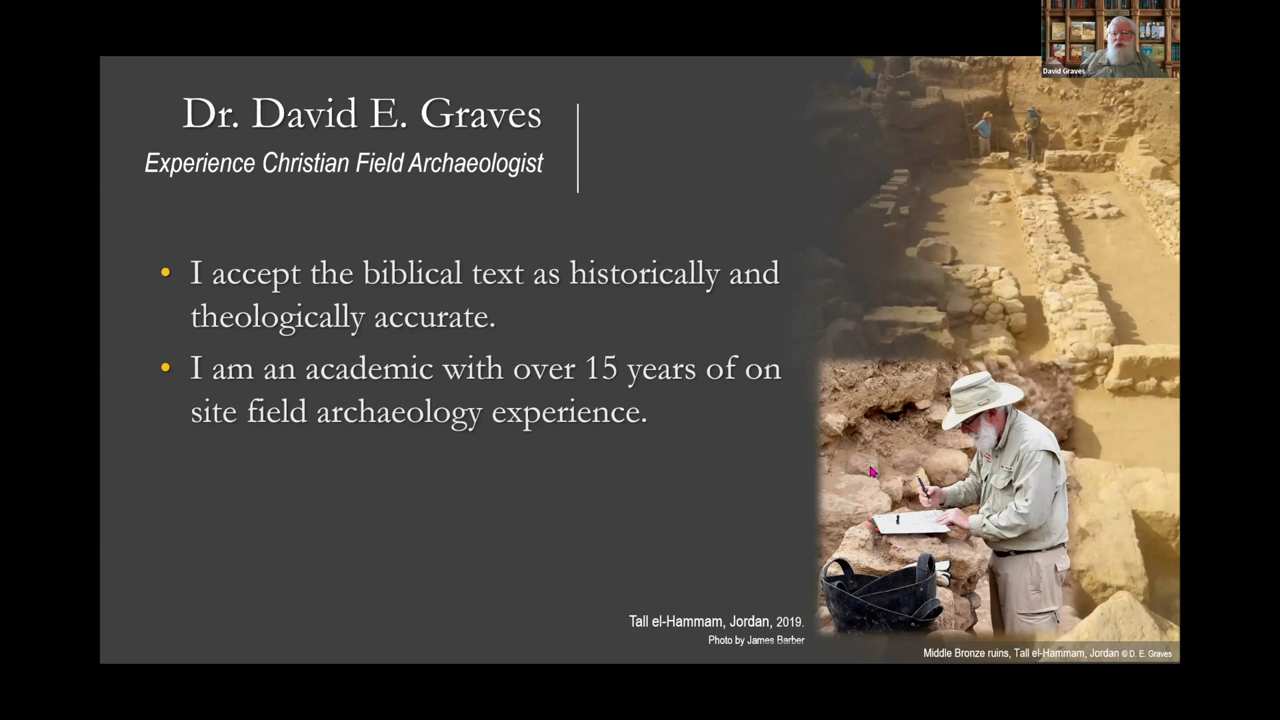 David Graves
Dr. David E. Graves
Experience Christian Field Archaeologist
• I accept the biblical text as historically and
theologically accurate.
• I am an academic with over 15 years of on
site field archaeology experience.
Tall el-Hammam, Jordan, 2019.
Photo by James Barber
Middle Bronze ruins, Tall el-Hammam, Jordan © D. E. Graves